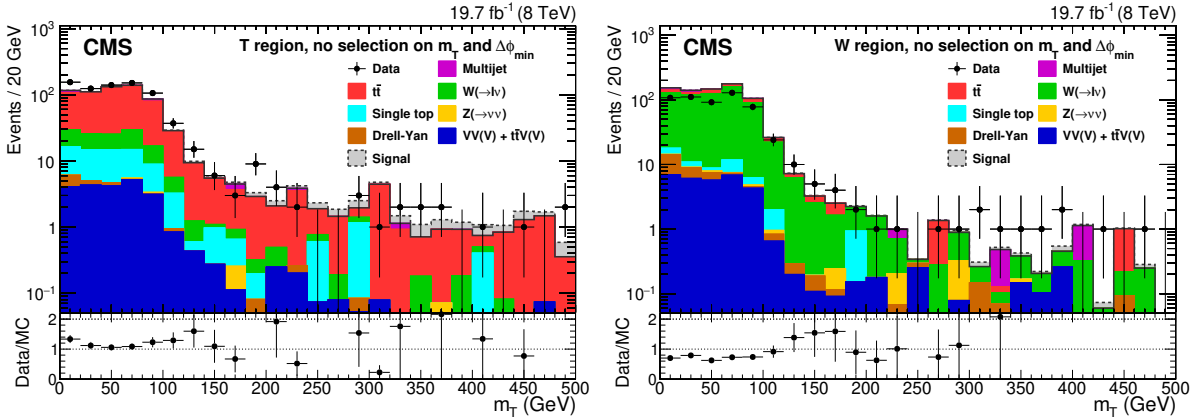 19.7 fb⁻¹ (8 TeV)
CMS
T region, no selection on m_T and Δϕ_min
Data
Multijet
tt̄
W(→lν)
Single top
Z(→νν)
Drell-Yan
VV(V) + tt̄V(V)
Signal
Events / 20 GeV
10³
10²
10
1
10⁻¹
Data/MC
2
1
0
0 50 100 150 200 250 300 350 400 450 500
m_T (GeV)
19.7 fb⁻¹ (8 TeV)
CMS
W region, no selection on m_T and Δϕ_min
Data
Multijet
tt̄
W(→lν)
Single top
Z(→νν)
Drell-Yan
VV(V) + tt̄V(V)
Signal
Events / 20 GeV
10³
10²
10
1
10⁻¹
Data/MC
2
1
0
0 50 100 150 200 250 300 350 400 450 500
m_T (GeV)